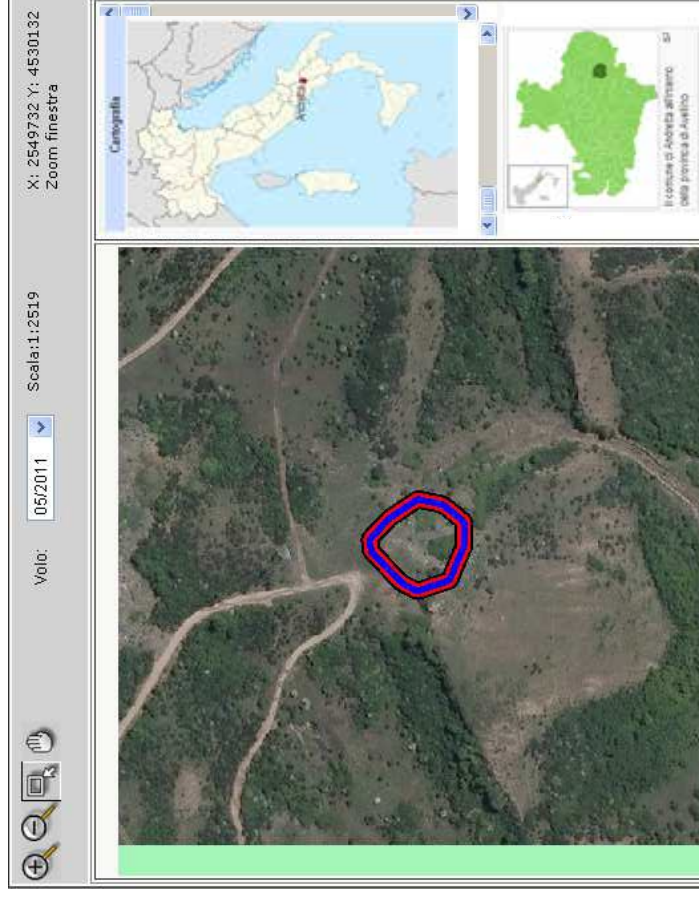 Volo: 05/2011 Scala:1:2519 X: 2549732 Y: 4530132
Zoom finestra
Cartografia
Andretta
Il comune di Andretta all'interno
della provincia di Avellino